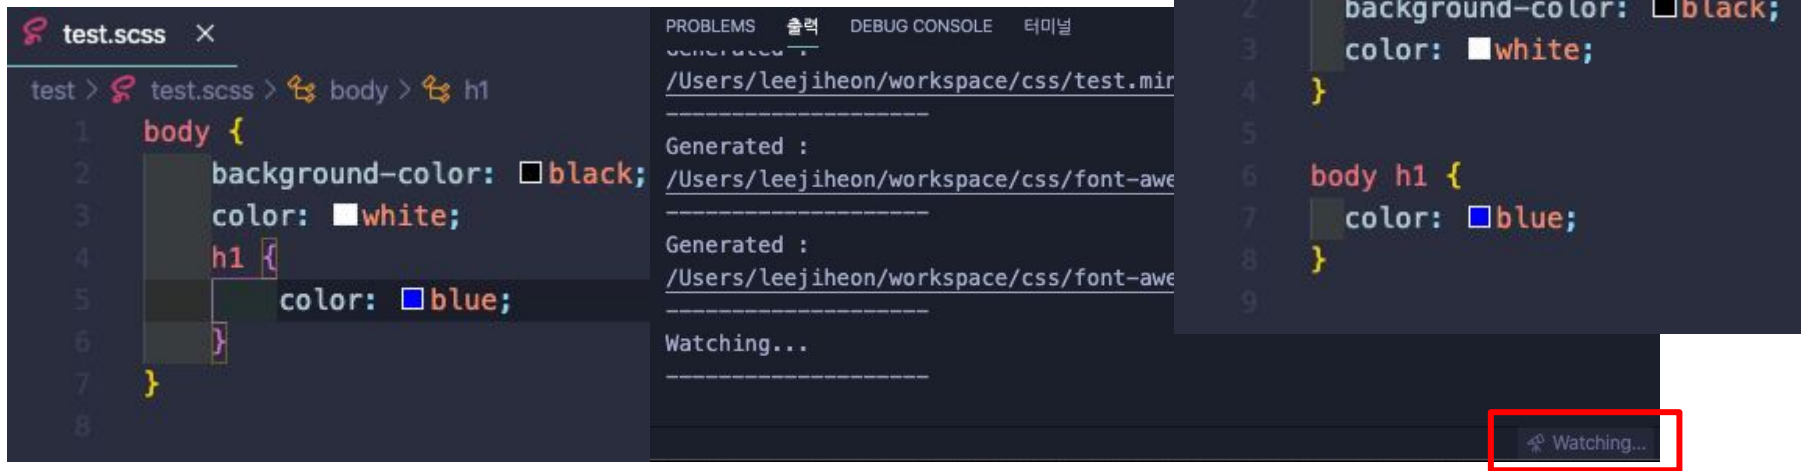 test.scss ×
test > test.scss > body > h1
1 body {
2 background-color: black;
3 color: white;
4 h1 {
5 color: blue;
6 }
7 }
8
PROBLEMS 출력 DEBUG CONSOLE 터미널
Generated :
/Users/leejiheon/workspace/css/test.min
--------------------
Generated :
/Users/leejiheon/workspace/css/font-awe
--------------------
Generated :
/Users/leejiheon/workspace/css/font-awe
--------------------
Watching...
--------------------
Watching...
2 background-color: black;
3 color: white;
4 }
5
6 body h1 {
7 color: blue;
8 }
9